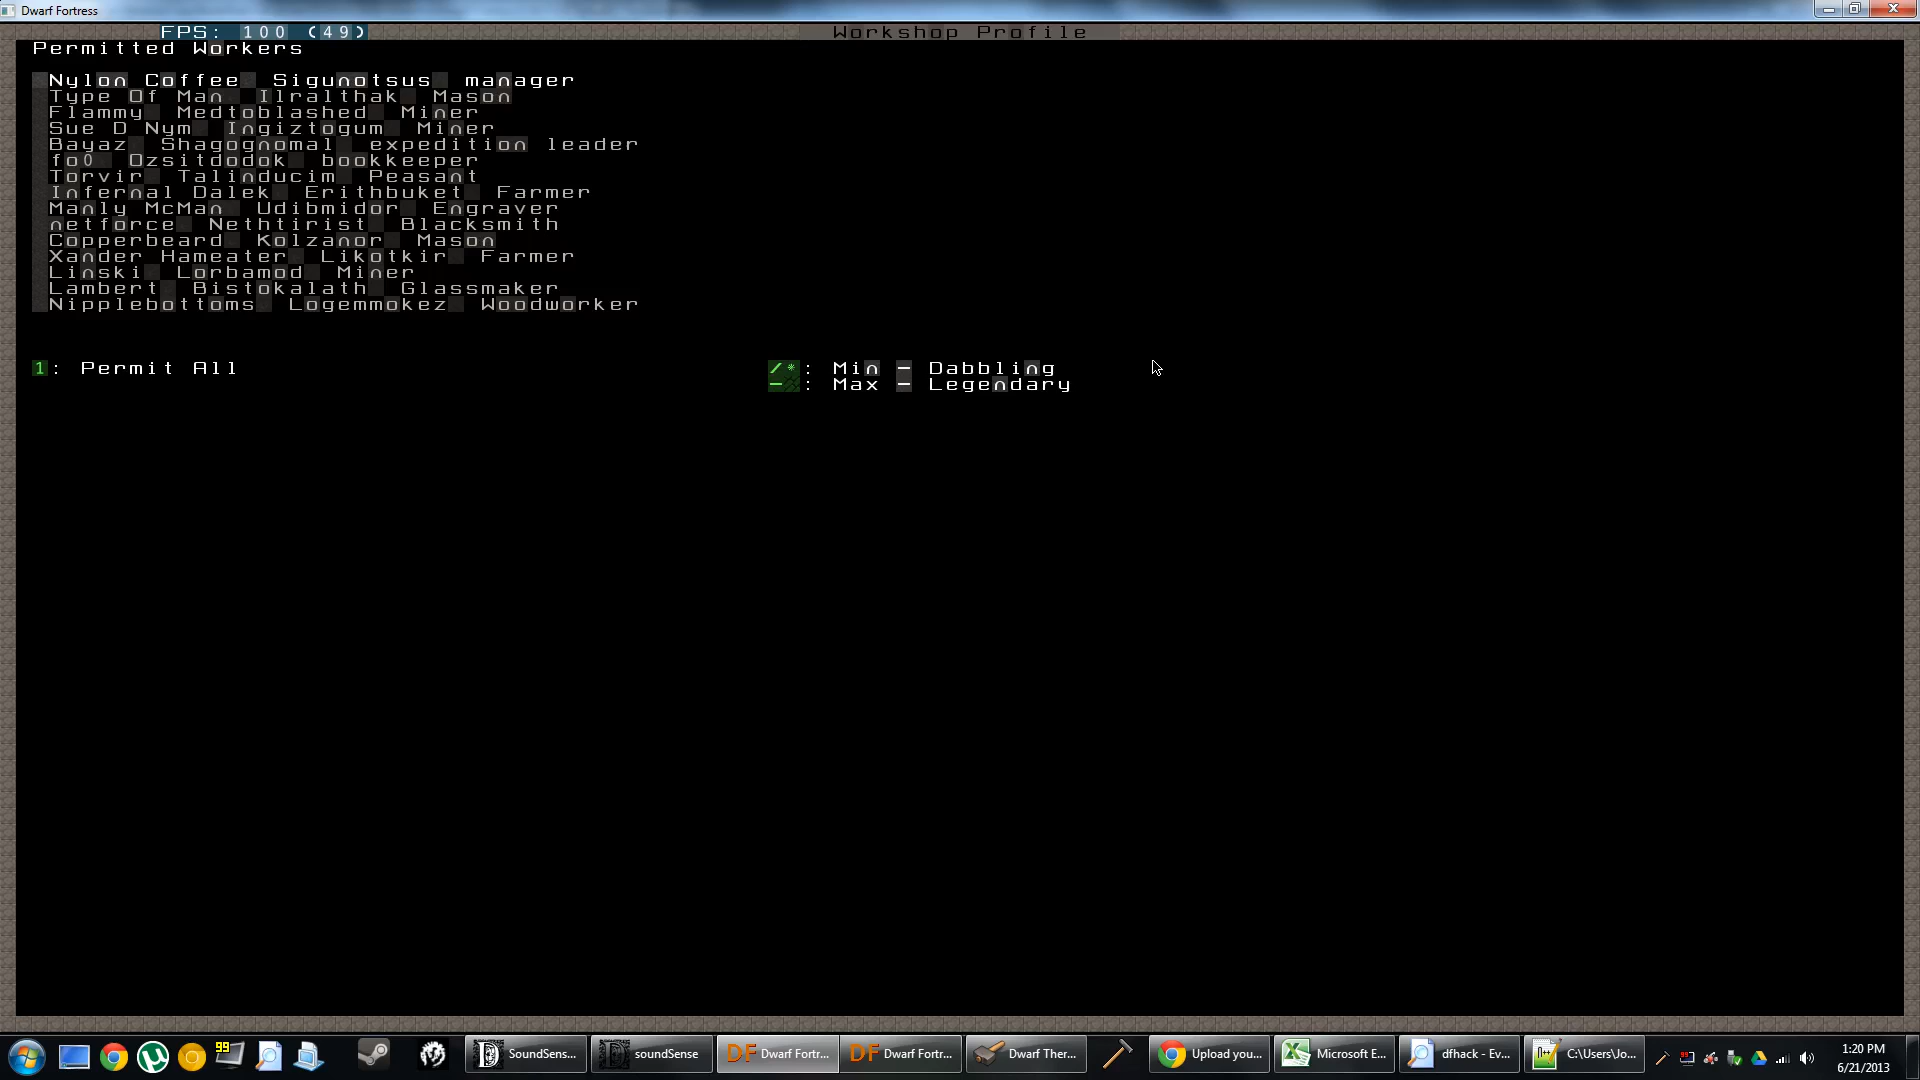 Dwarf Fortress
FPS: 100 (49)
Workshop Profile
Permitted Workers
Nylon Coffee Sigunotsus manager
Type Of Man Ilralthak Mason
Flammy Medtoblashed Miner
Sue D Nym Ingiztogum Miner
Bayaz Shagognomal expedition leader
fo0 Ozsitdodok bookkeeper
Torvir Talinducim Peasant
Infernal Dalek Erithbuket Farmer
Manly McMan Udibmidor Engraver
netforce Nethtirist Blacksmith
Copperbeard Kolzanor Mason
Xander Hameater Likotkir Farmer
Linski Lorbamod Miner
Lambert Bistokalath Glassmaker
Nipplebottoms Logemmokez Woodworker
1: Permit All
/*: Min - Dabbling
-: Max - Legendary
99
SoundSens...
soundSense
DF Dwarf Fortr...
DF Dwarf Fortr...
Dwarf Ther...
Upload you...
Microsoft E...
dfhack - Ev...
C:\Users\Jo...
1:20 PM
6/21/2013